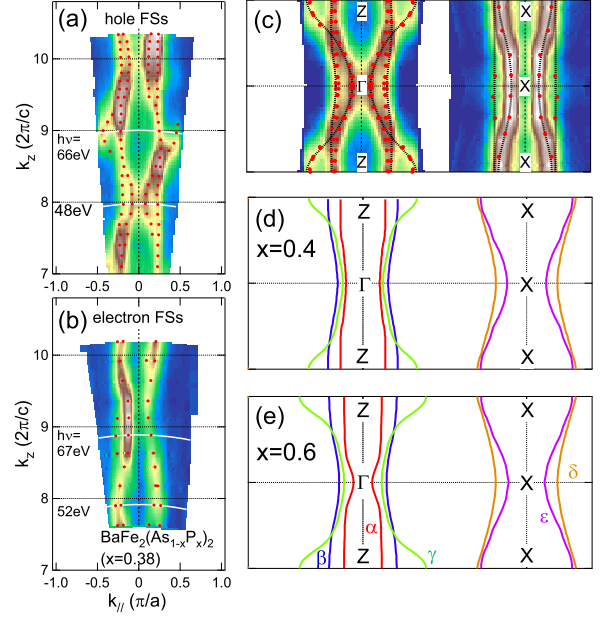 (a)
hole FSs
10
9
8
7
hν=
66eV
48eV
k_z (2π/c)
-1.0
-0.5
0
0.5
1.0
(b)
electron FSs
10
9
8
7
hν=
67eV
52eV
k_z (2π/c)
BaFe₂(As₁₋ₓPₓ)₂
(x=0.38)
-1.0
-0.5
0
0.5
1.0
k_// (π/a)
(c)
Z
Γ
Z
X
X
X
(d)
x=0.4
Z
Γ
Z
X
X
X
(e)
x=0.6
Z
Γ
α
β
Z
γ
X
X
δ
ε
X